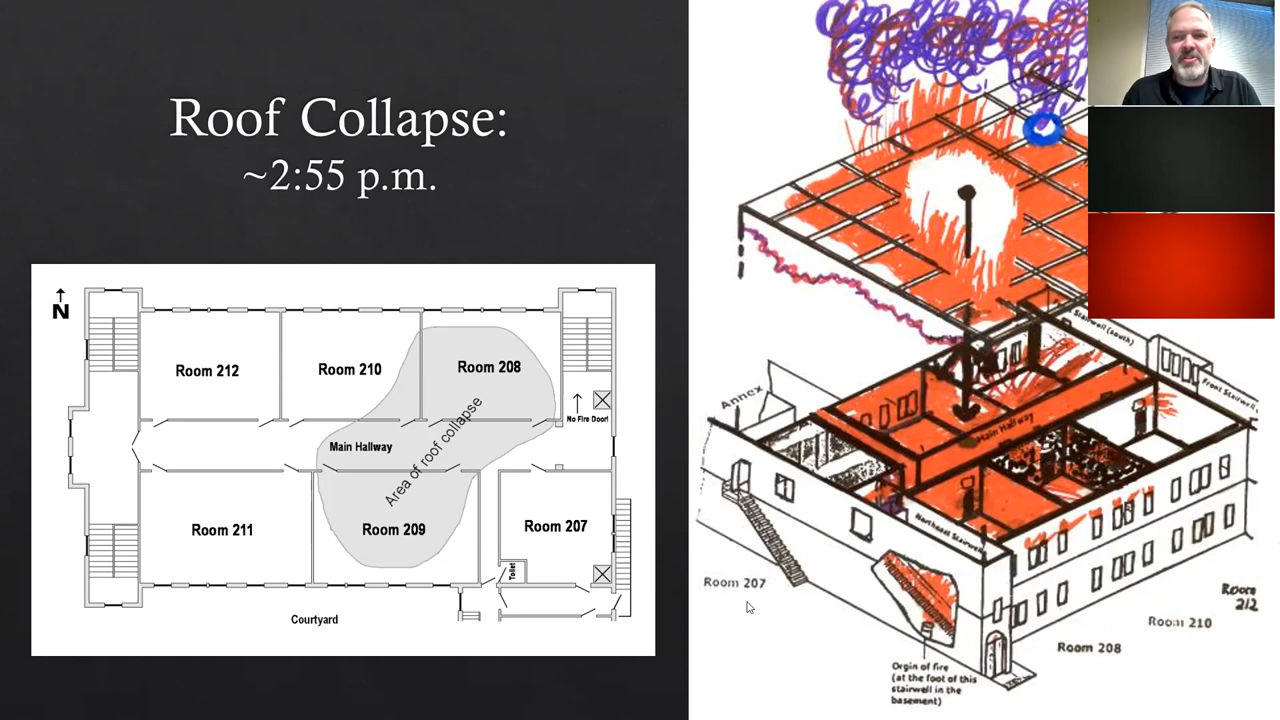 Roof Collapse:
~2:55 p.m.
N
Room 212
Room 210
Room 208
No Fire Door!
Main Hallway
Area of roof collapse
Room 211
Room 209
Room 207
Toilet
Courtyard
Stairwell (south)
Front Stairwell
Annex
Main Hallway
Northeast Stairwell
Room 207
Room 212
Room 210
Room 208
Orgin of fire
(at the foot of this
stairwell in the
basement)